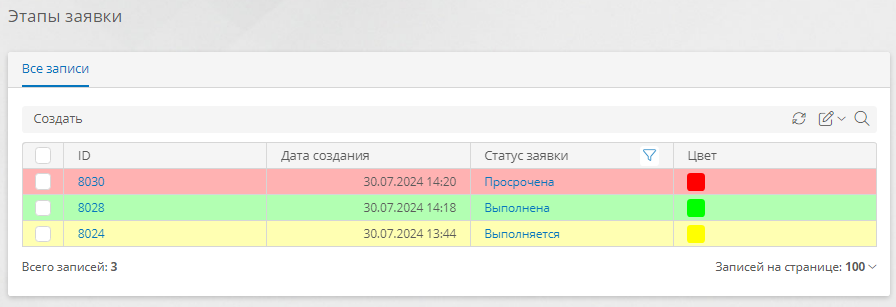 Этапы заявки
Все записи
Создать
ID Дата создания Статус заявки Цвет
8030 30.07.2024 14:20 Просрочена
8028 30.07.2024 14:18 Выполнена
8024 30.07.2024 13:44 Выполняется
Всего записей: 3 Записей на странице: 100